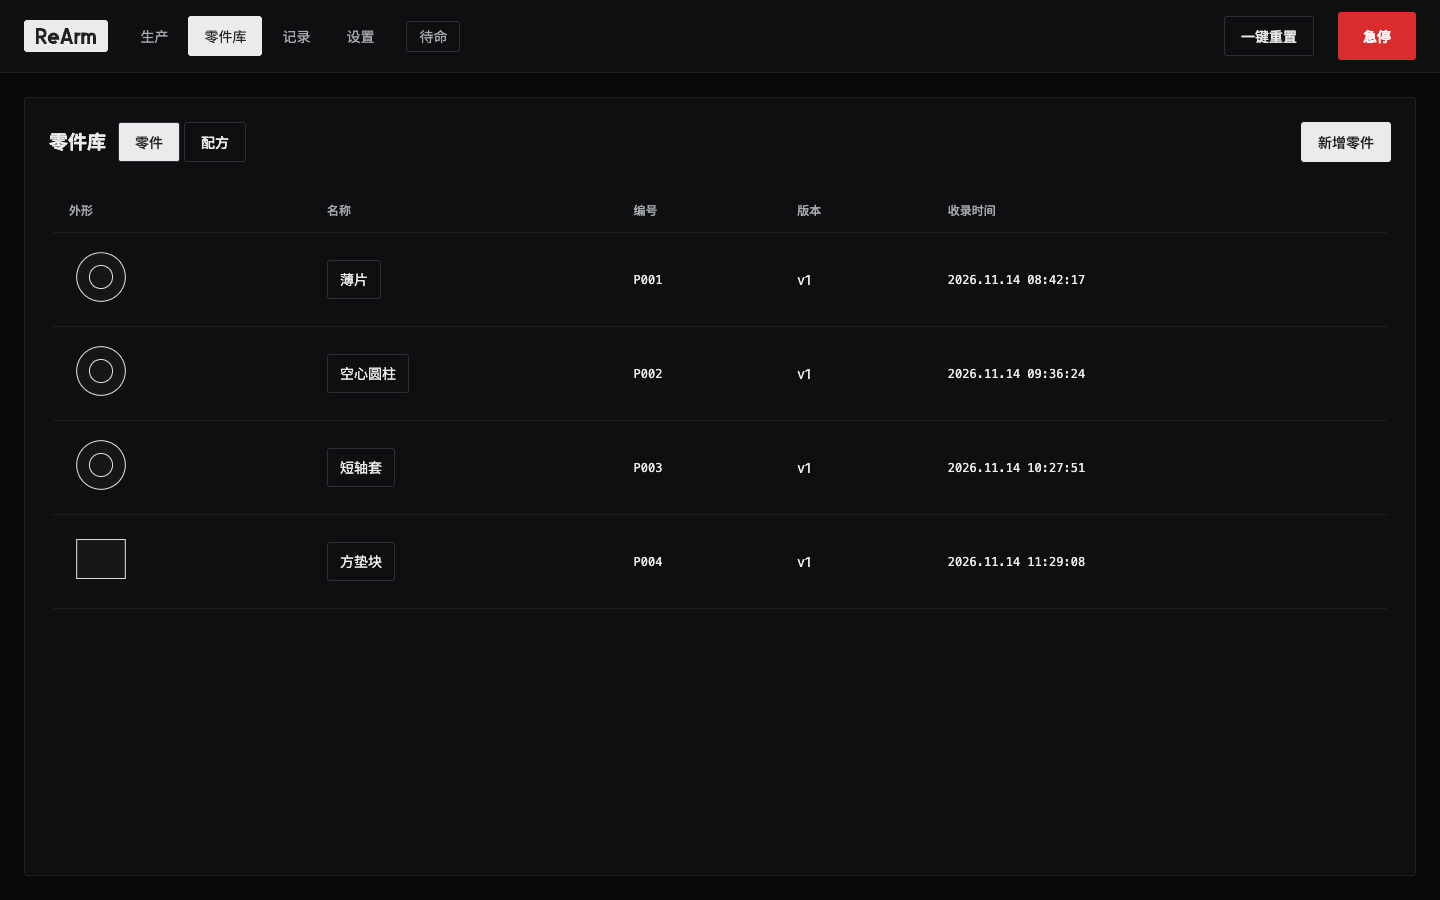 ReArm 生产 零件库 记录 设置 待命 一键重置 急停
零件库 零件 配方 新增零件
外形 名称 编号 版本 收录时间
薄片 P001 v1 2026.11.14 08:42:17
空心圆柱 P002 v1 2026.11.14 09:36:24
短轴套 P003 v1 2026.11.14 10:27:51
方垫块 P004 v1 2026.11.14 11:29:08